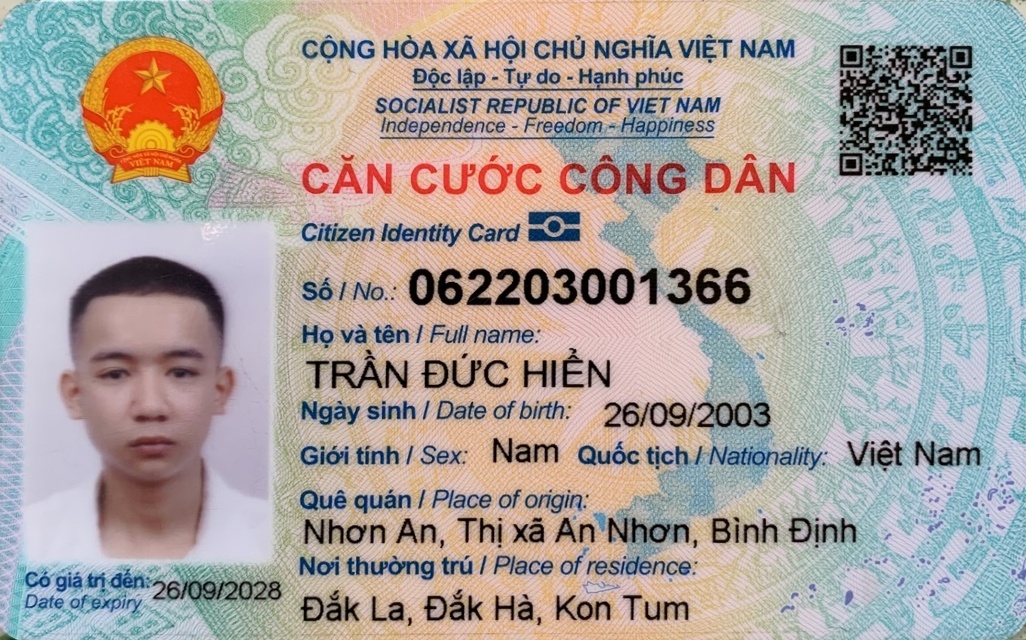 CỘNG HÒA XÃ HỘI CHỦ NGHĨA VIỆT NAM
Độc lập - Tự do - Hạnh phúc
SOCIALIST REPUBLIC OF VIET NAM
Independence - Freedom - Happiness
CĂN CƯỚC CÔNG DÂN
Citizen Identity Card
Số / No.: 062203001366
Họ và tên / Full name:
TRẦN ĐỨC HIỂN
Ngày sinh / Date of birth: 26/09/2003
Giới tính / Sex: Nam Quốc tịch / Nationality: Việt Nam
Quê quán / Place of origin:
Nhơn An, Thị xã An Nhơn, Bình Định
Nơi thường trú / Place of residence:
Đắk La, Đắk Hà, Kon Tum
Có giá trị đến: 26/09/2028
Date of expiry
VIỆT NAM